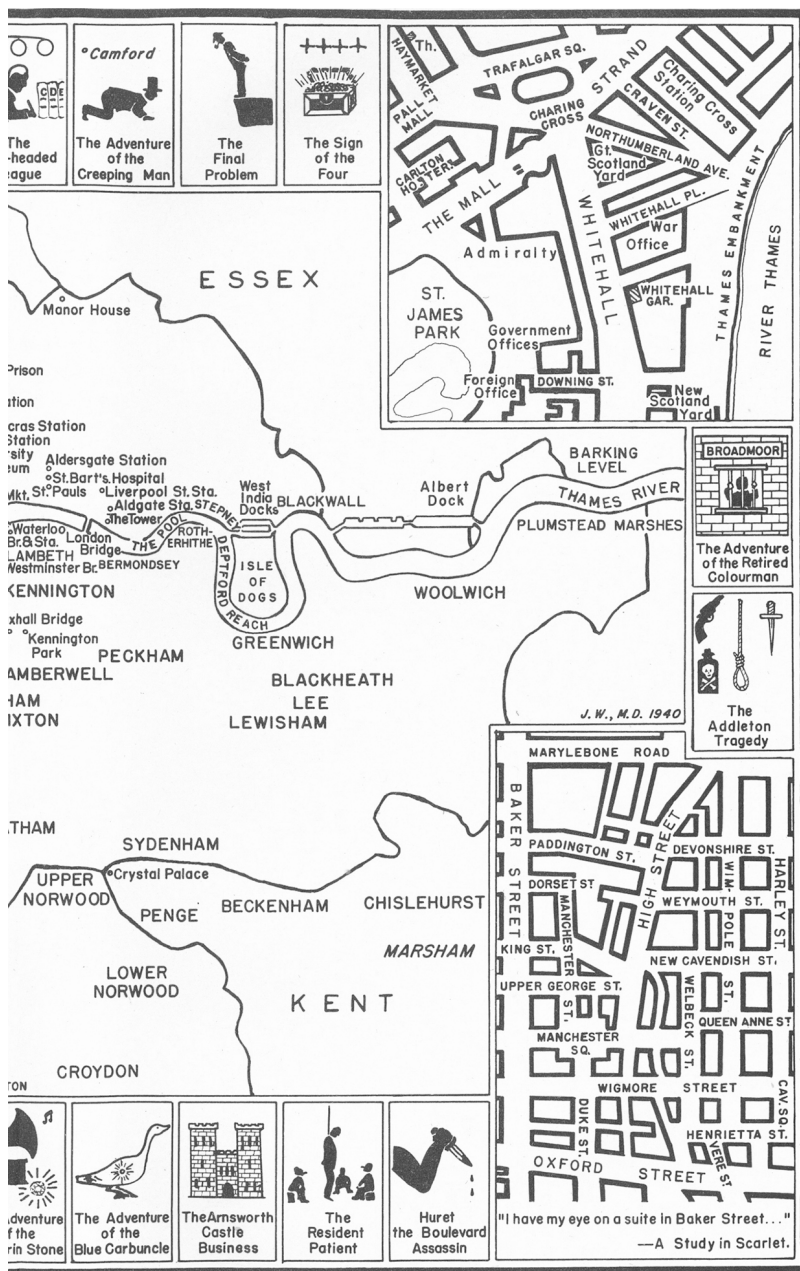 The
-headed
eague
C D E
°Camford
The Adventure
of the
Creeping Man
The
Final
Problem
The Sign
of the
Four
Th.
HAYMARKET
TRAFALGAR SQ.
STRAND
Charing Cross
Station
PALL
MALL
CHARING
CROSS
CRAVEN ST.
NORTHUMBERLAND AVE.
Gt.
Scotland
Yard
CARLTON
HO. TER.
THE MALL
WHITEHALL
WHITEHALL PL.
War
Office
THAMES EMBANKMENT
RIVER THAMES
Admiralty
ST.
JAMES
PARK
WHITEHALL
GAR.
Government
Offices
Foreign
Office
DOWNING ST.
New
Scotland
Yard
ESSEX
Manor House
Prison
ation
cras Station
Station
rsity
eum
Aldersgate Station
St. Bart's. Hospital
Mkt.
St. Pauls
Liverpool St. Sta.
Aldgate Sta.
The Tower
STEPNEY
West
India
Docks
BLACKWALL
Albert
Dock
BARKING
LEVEL
THAMES RIVER
PLUMSTEAD MARSHES
Waterloo
Br. & Sta.
LAMBETH
Westminster Br.
London
Bridge
THE POOL
ROTH-
ERHITHE
BERMONDSEY
DEPTFORD REACH
ISLE
OF
DOGS
WOOLWICH
KENNINGTON
xhall Bridge
Kennington
Park
GREENWICH
PECKHAM
AMBERWELL
BLACKHEATH
LEE
LEWISHAM
HAM
IXTON
J. W., M.D. 1940
BROADMOOR
The Adventure
of the Retired
Colourman
The
Addleton
Tragedy
THAM
SYDENHAM
Crystal Palace
UPPER
NORWOOD
PENGE
BECKENHAM
CHISLEHURST
MARSHAM
LOWER
NORWOOD
KENT
CROYDON
TON
MARYLEBONE ROAD
BAKER STREET
PADDINGTON ST.
HIGH STREET
DEVONSHIRE ST.
DORSET ST
WIM-
POLE
ST.
HARLEY ST.
WEYMOUTH ST.
MANCHESTER
ST.
KING ST.
NEW CAVENDISH ST.
UPPER GEORGE ST.
WELBECK ST.
QUEEN ANNE ST
MANCHESTER
SQ.
WIGMORE STREET
CAV. SQ.
DUKE ST.
HENRIETTA ST.
VERE ST.
OXFORD STREET
"I have my eye on a suite in Baker Street..."
—A Study in Scarlet.
Adventure
f the
rin Stone
The Adventure
of the
Blue Carbuncle
The Arnsworth
Castle
Business
The
Resident
Patient
Huret
the Boulevard
Assassin